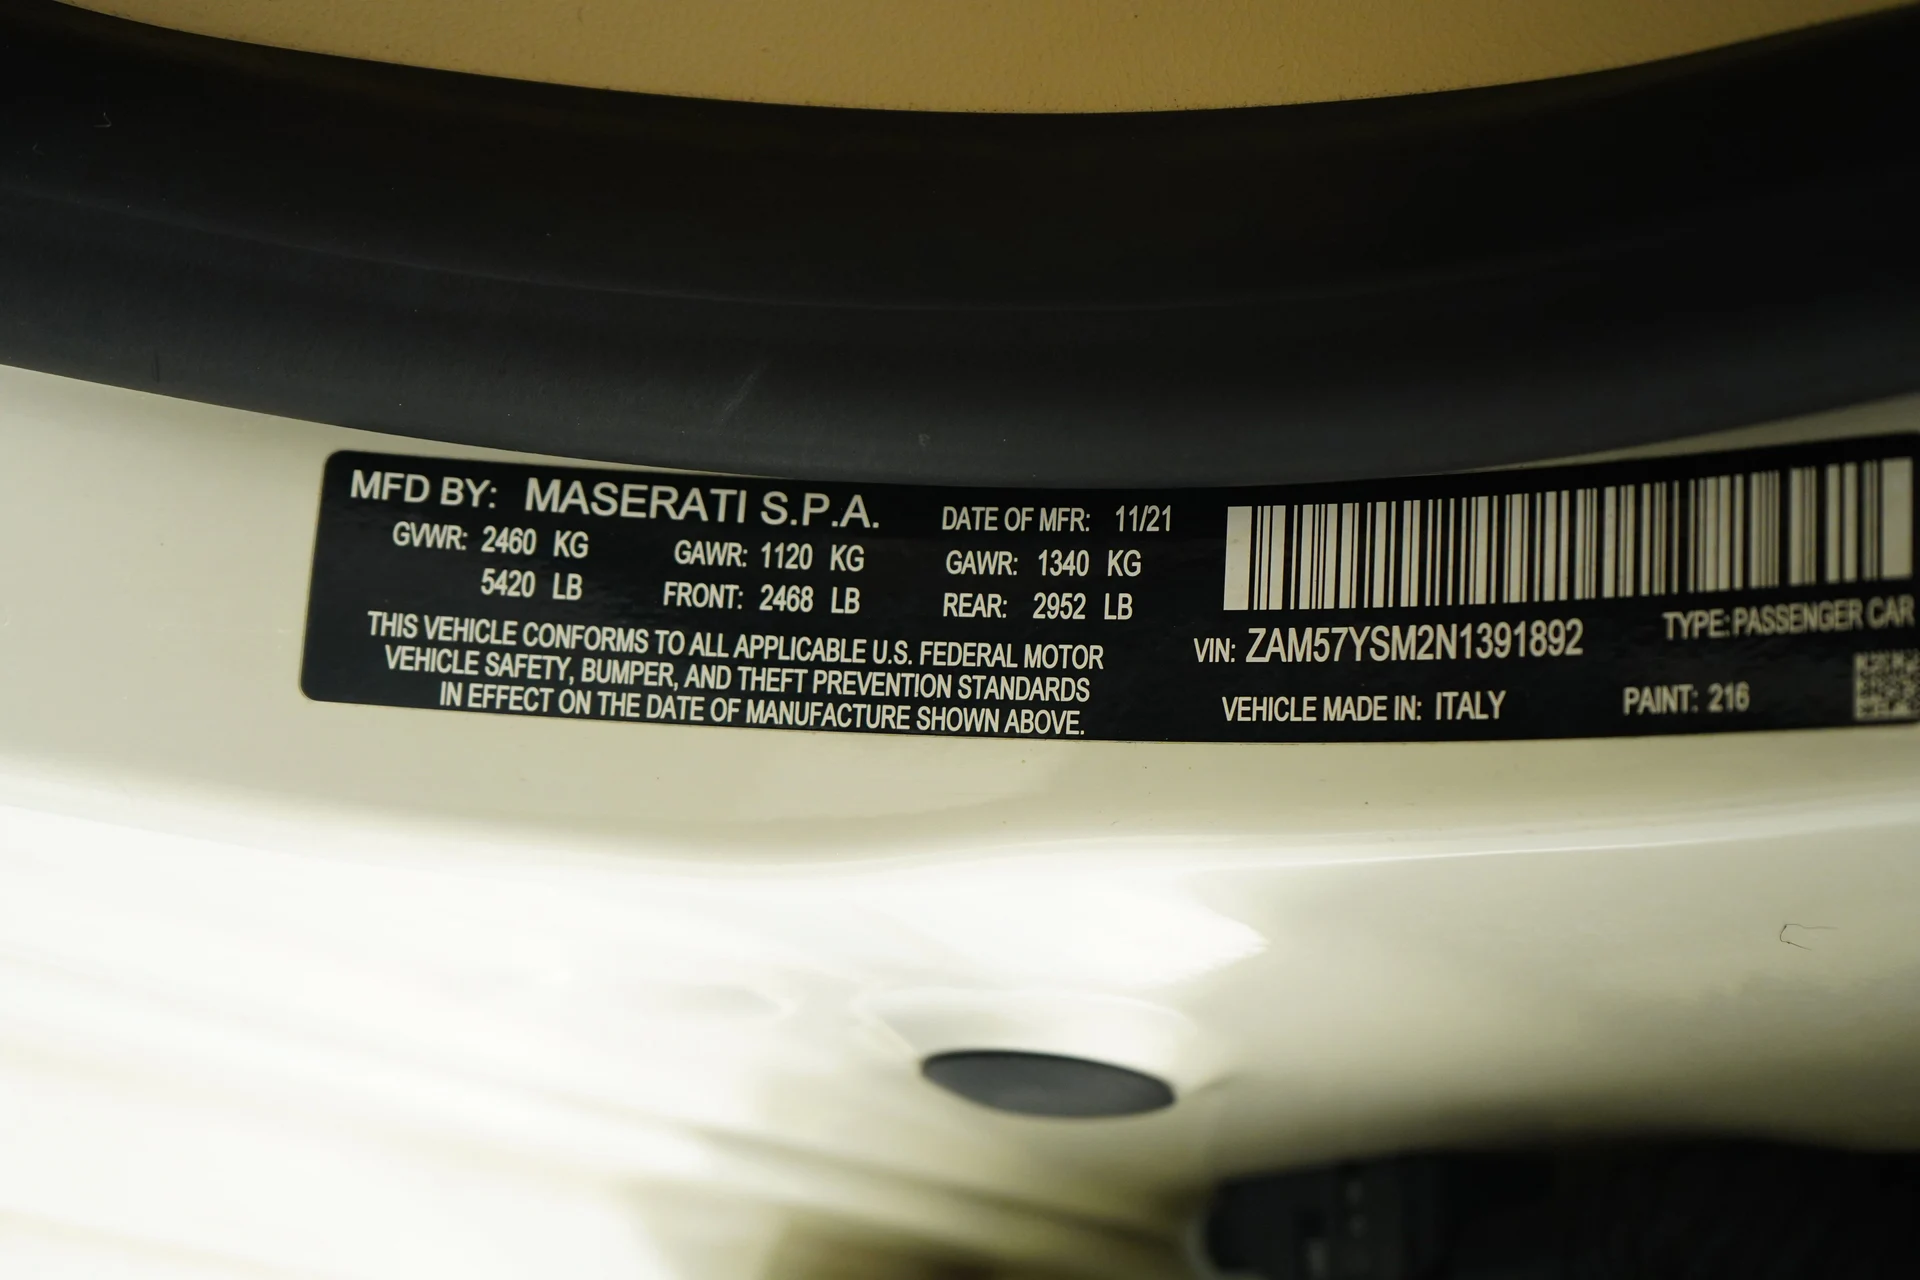 MFD BY: MASERATI S.P.A. DATE OF MFR: 11/21
GVWR: 2460 KG GAWR: 1120 KG GAWR: 1340 KG
5420 LB FRONT: 2468 LB REAR: 2952 LB
THIS VEHICLE CONFORMS TO ALL APPLICABLE U.S. FEDERAL MOTOR
VEHICLE SAFETY, BUMPER, AND THEFT PREVENTION STANDARDS
IN EFFECT ON THE DATE OF MANUFACTURE SHOWN ABOVE.
VIN: ZAM57YSM2N1391892 TYPE: PASSENGER CAR
VEHICLE MADE IN: ITALY PAINT: 216